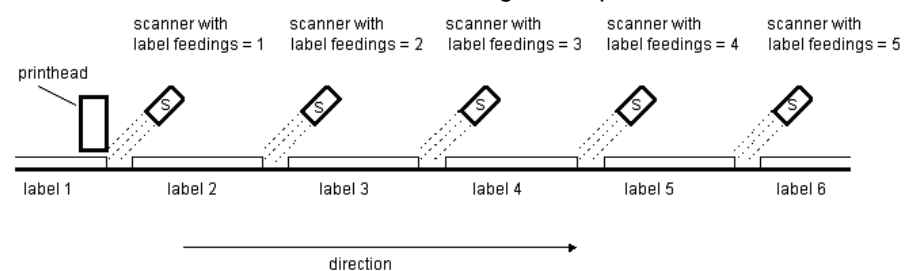 scanner with
label feedings = 1
scanner with
label feedings = 2
scanner with
label feedings = 3
scanner with
label feedings = 4
scanner with
label feedings = 5
printhead
S
S
S
S
S
label 1
label 2
label 3
label 4
label 5
label 6
direction